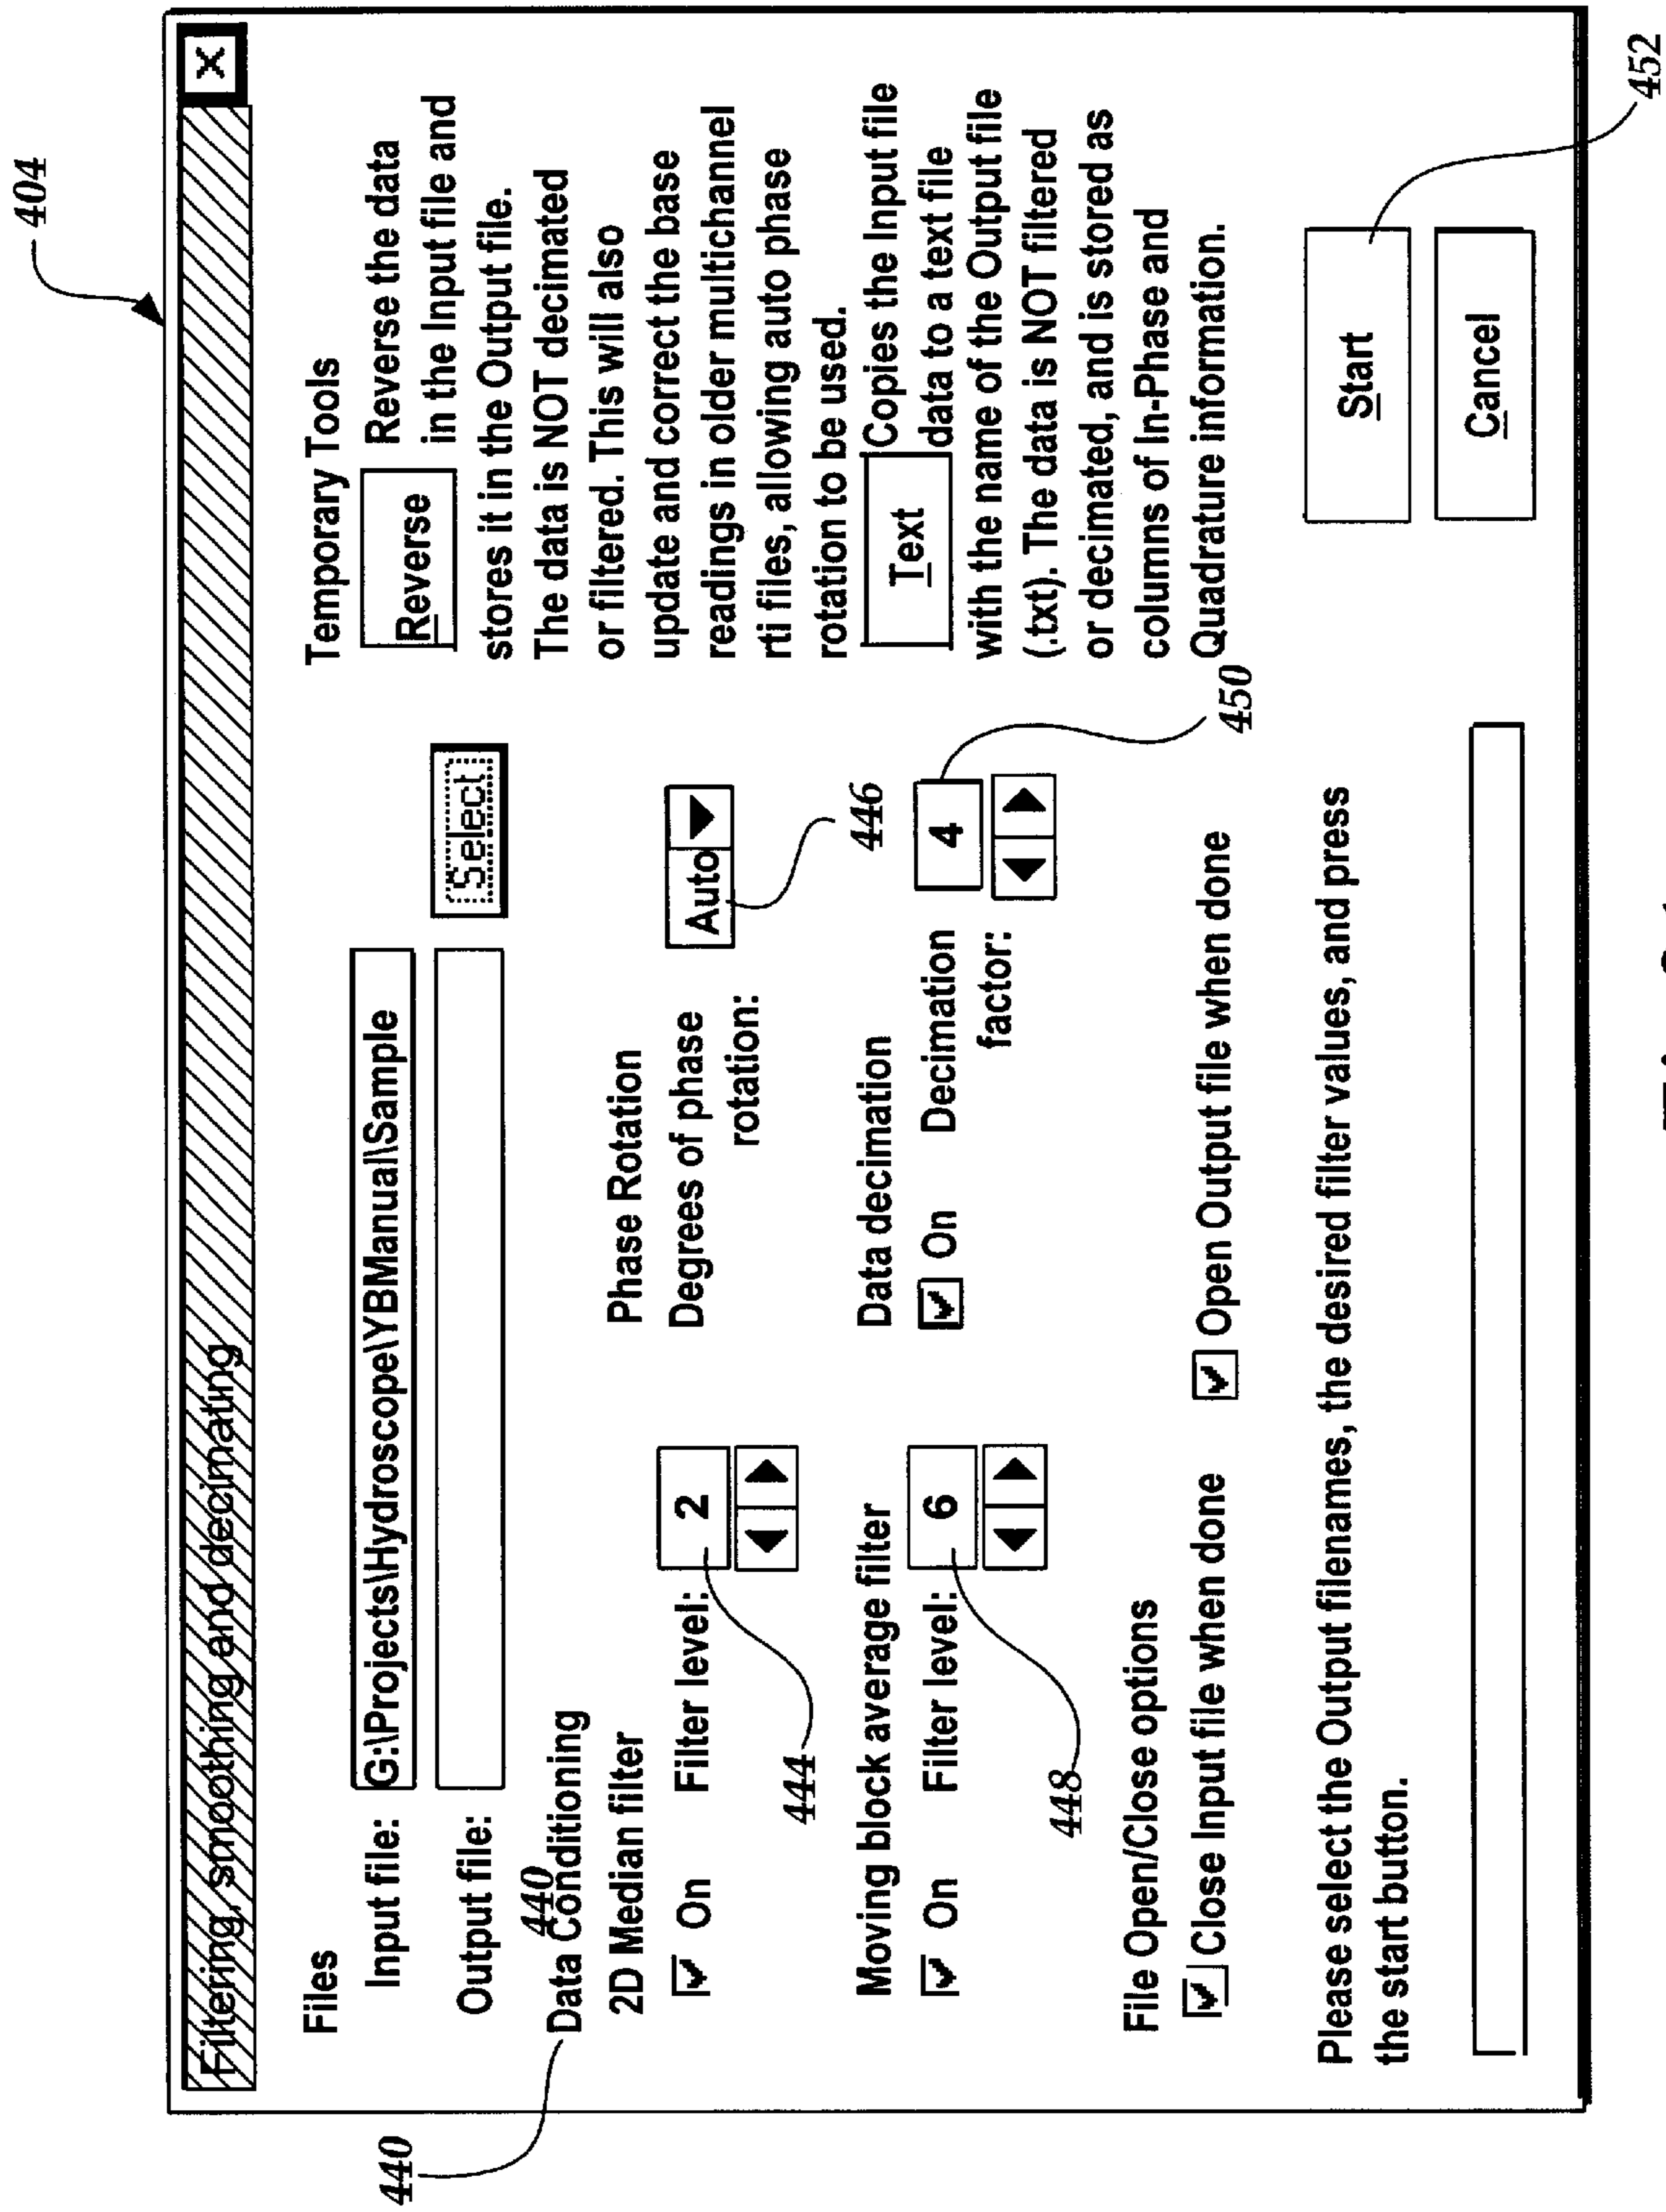 404
Filtering, smoothing and decimating
X
Files
Input file: G:\Projects\Hydroscope\YBManual\Sample
Output file:
Select
440
440
Data Conditioning
2D Median filter
On Filter level: 2
444
Phase Rotation
Degrees of phase
rotation:
Auto
446
Moving block average filter
On Filter level: 6
448
Data decimation
On Decimation
factor:
4
450
File Open/Close options
Close Input file when done
Open Output file when done
Please select the Output filenames, the desired filter values, and press
the start button.
Temporary Tools
Reverse Reverse the data
in the Input file and
stores it in the Output file.
The data is NOT decimated
or filtered. This will also
update and correct the base
readings in older multichannel
rti files, allowing auto phase
rotation to be used.
Text Copies the Input file
data to a text file
with the name of the Output file
(.txt). The data is NOT filtered
or decimated, and is stored as
columns of In-Phase and
Quadrature information.
Start
Cancel
452